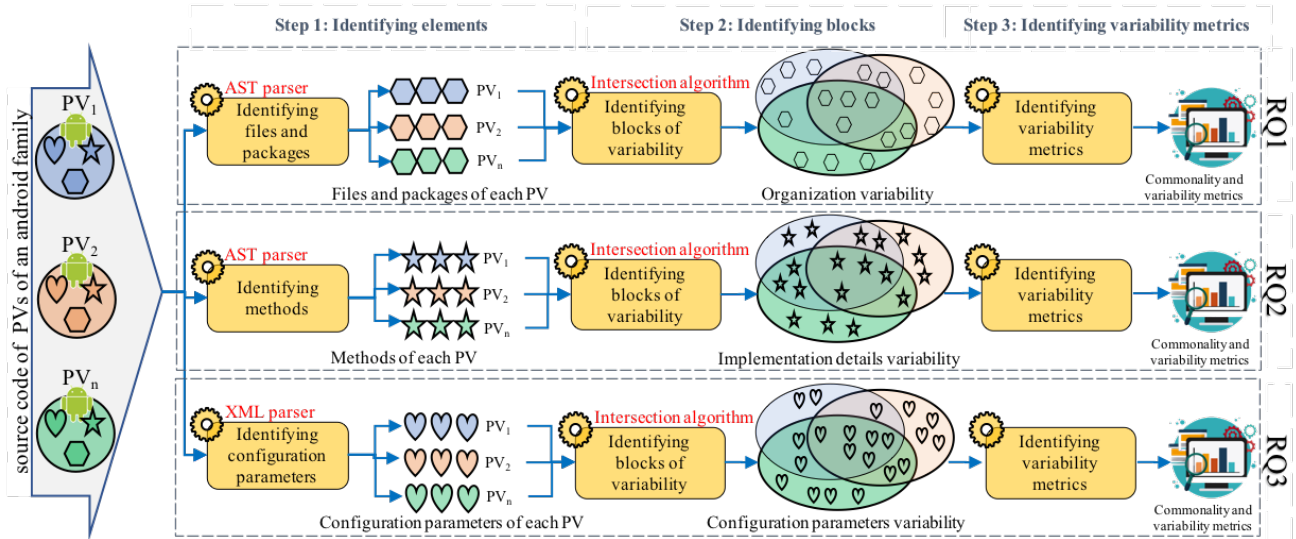 Step 1: Identifying elements
Step 2: Identifying blocks
Step 3: Identifying variability metrics
source code of PVs of an android family
PV1
PV2
PVn
AST parser
Identifying
files and
packages
PV1
PV2
PVn
Files and packages of each PV
Intersection algorithm
Identifying
blocks of
variability
Organization variability
Identifying
variability
metrics
Commonality and
variability metrics
RQ1
AST parser
Identifying
methods
PV1
PV2
PVn
Methods of each PV
Intersection algorithm
Identifying
blocks of
variability
Implementation details variability
Identifying
variability
metrics
Commonality and
variability metrics
RQ2
XML parser
Identifying
configuration
parameters
PV1
PV2
PVn
Configuration parameters of each PV
Intersection algorithm
Identifying
blocks of
variability
Configuration parameters variability
Identifying
variability
metrics
Commonality and
variability metrics
RQ3